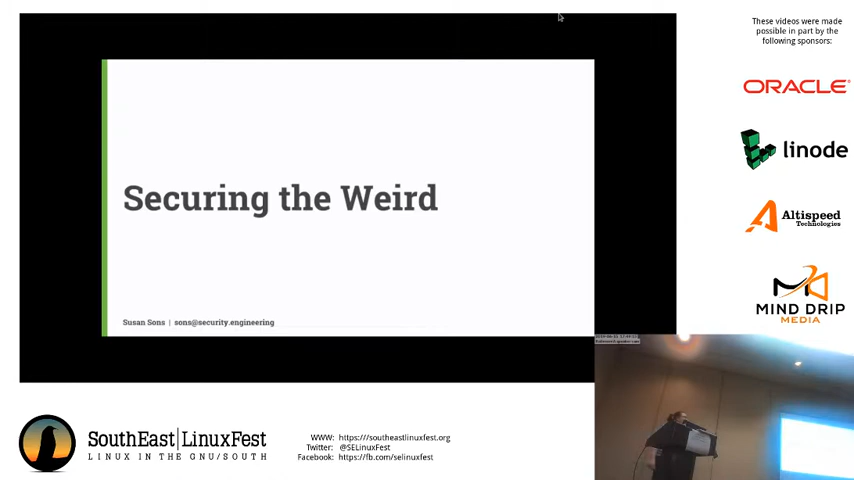 These videos were made
possible in part by the
following sponsors:
ORACLE
linode
Altispeed
Technologies
MIND DRIP
MEDIA
Securing the Weird
Susan Sons | sons@security.engineering
SouthEast|LinuxFest
LINUX IN THE GNU/SOUTH
WWW: https:///southeastlinuxfest.org
Twitter: @SELinuxFest
Facebook: https://fb.com/selinuxfest